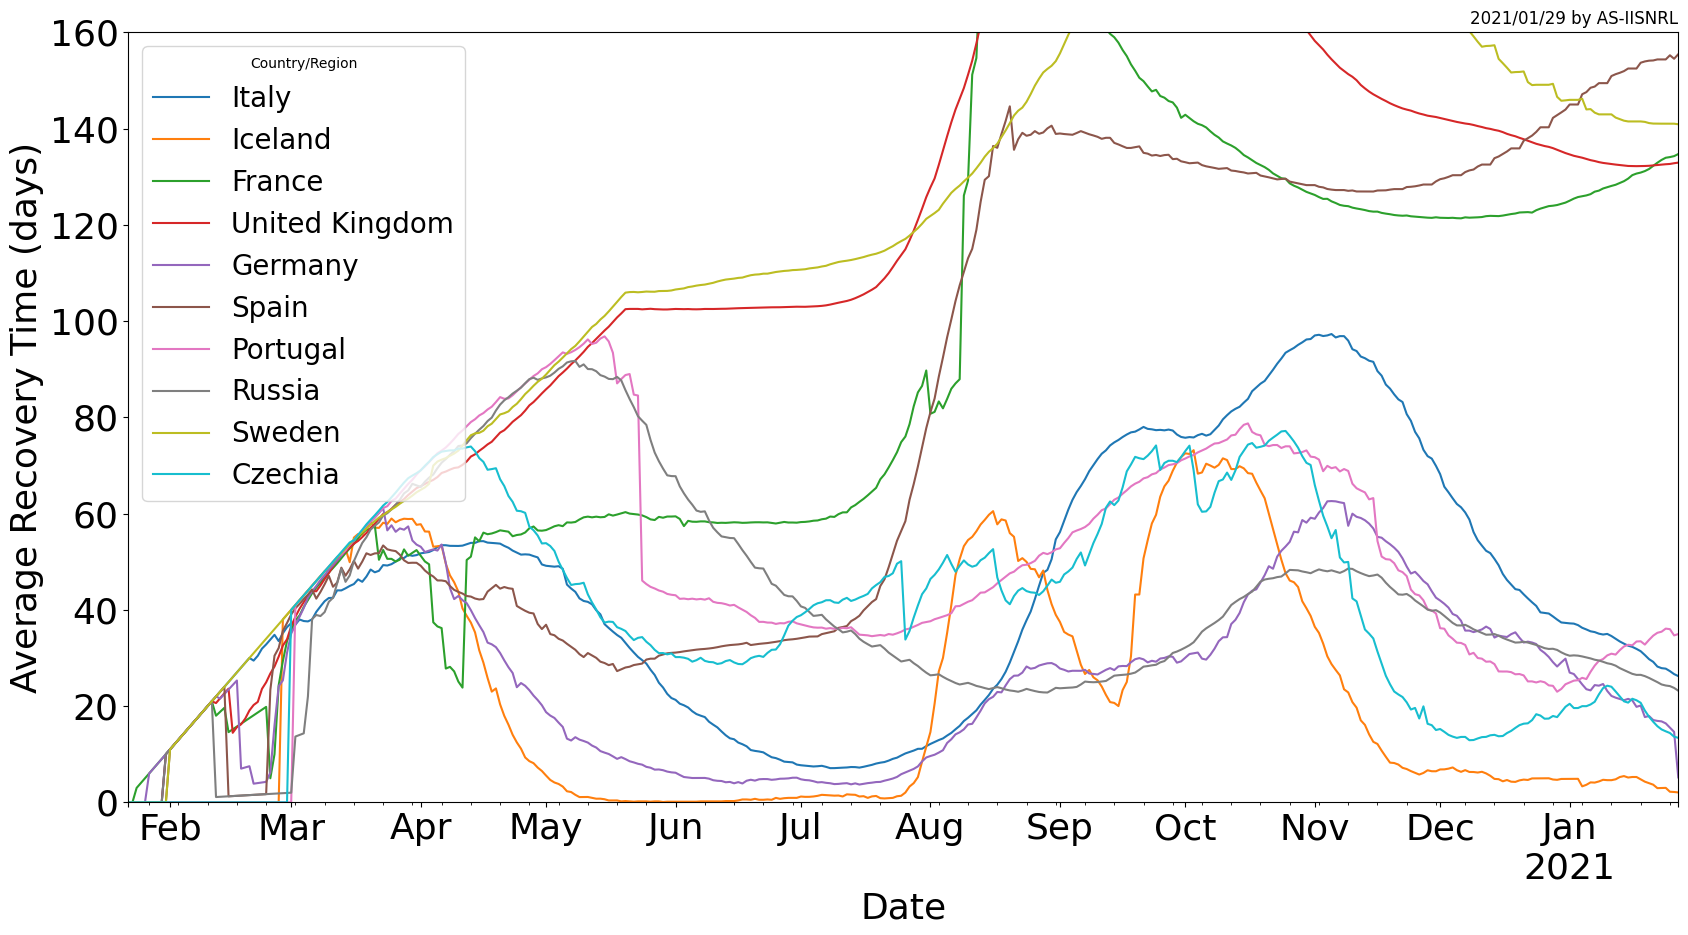 2021/01/29 by AS-IISNRL
Average Recovery Time (days)
160
140
120
100
80
60
40
20
0
Country/Region
Italy
Iceland
France
United Kingdom
Germany
Spain
Portugal
Russia
Sweden
Czechia
Feb Mar Apr May Jun Jul Aug Sep Oct Nov Dec Jan
2021
Date